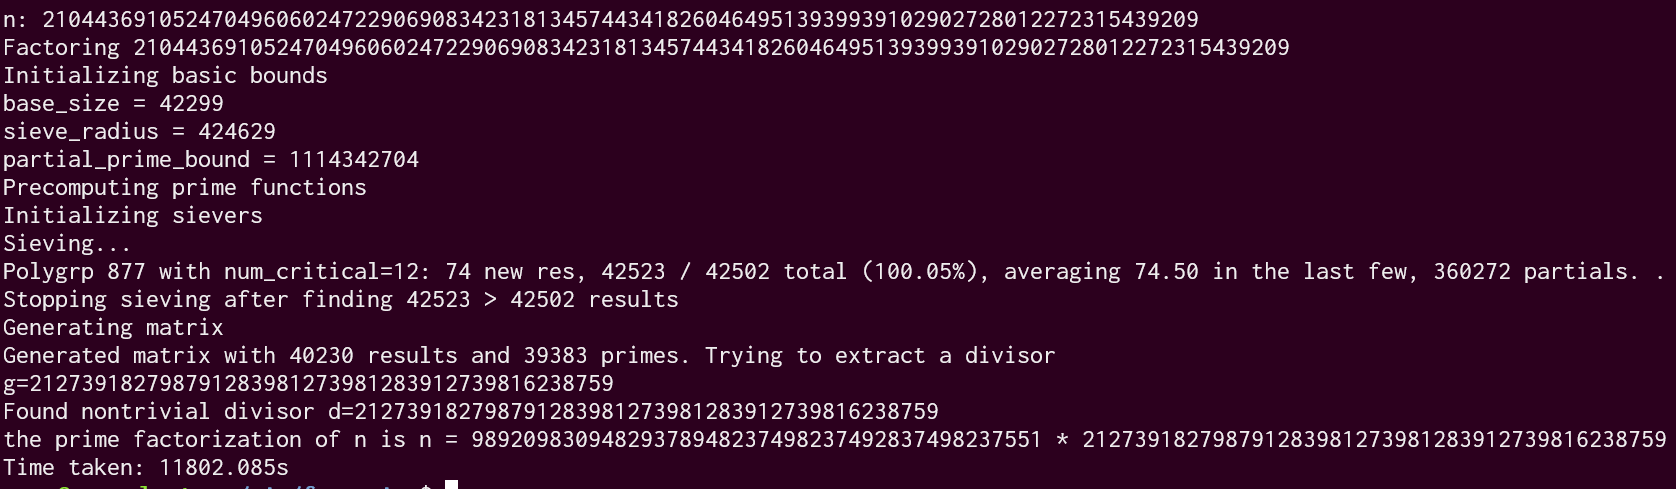 n: 210443691052470496060247229069083423181345744341826046495139399391029027280122723154​39209
Factoring 21044369105247049606024722906908342318134574434182604649513939939102902728012272315439209
Initializing basic bounds
base_size = 42299
sieve_radius = 424629
partial_prime_bound = 1114342704
Precomputing prime functions
Initializing sievers
Sieving...
Polygrp 877 with num_critical=12: 74 new res, 42523 / 42502 total (100.05%), averaging 74.50 in the last few, 360272 partials. .
Stopping sieving after finding 42523 > 42502 results
Generating matrix
Generated matrix with 40230 results and 39383 primes. Trying to extract a divisor
g=212739182798791283981273981283912739816238759
Found nontrivial divisor d=212739182798791283981273981283912739816238759
the prime factorization of n is n = 98920983094829378948237498237492837498237551 * 212739182798791283981273981283912739816238759
Time taken: 11802.085s